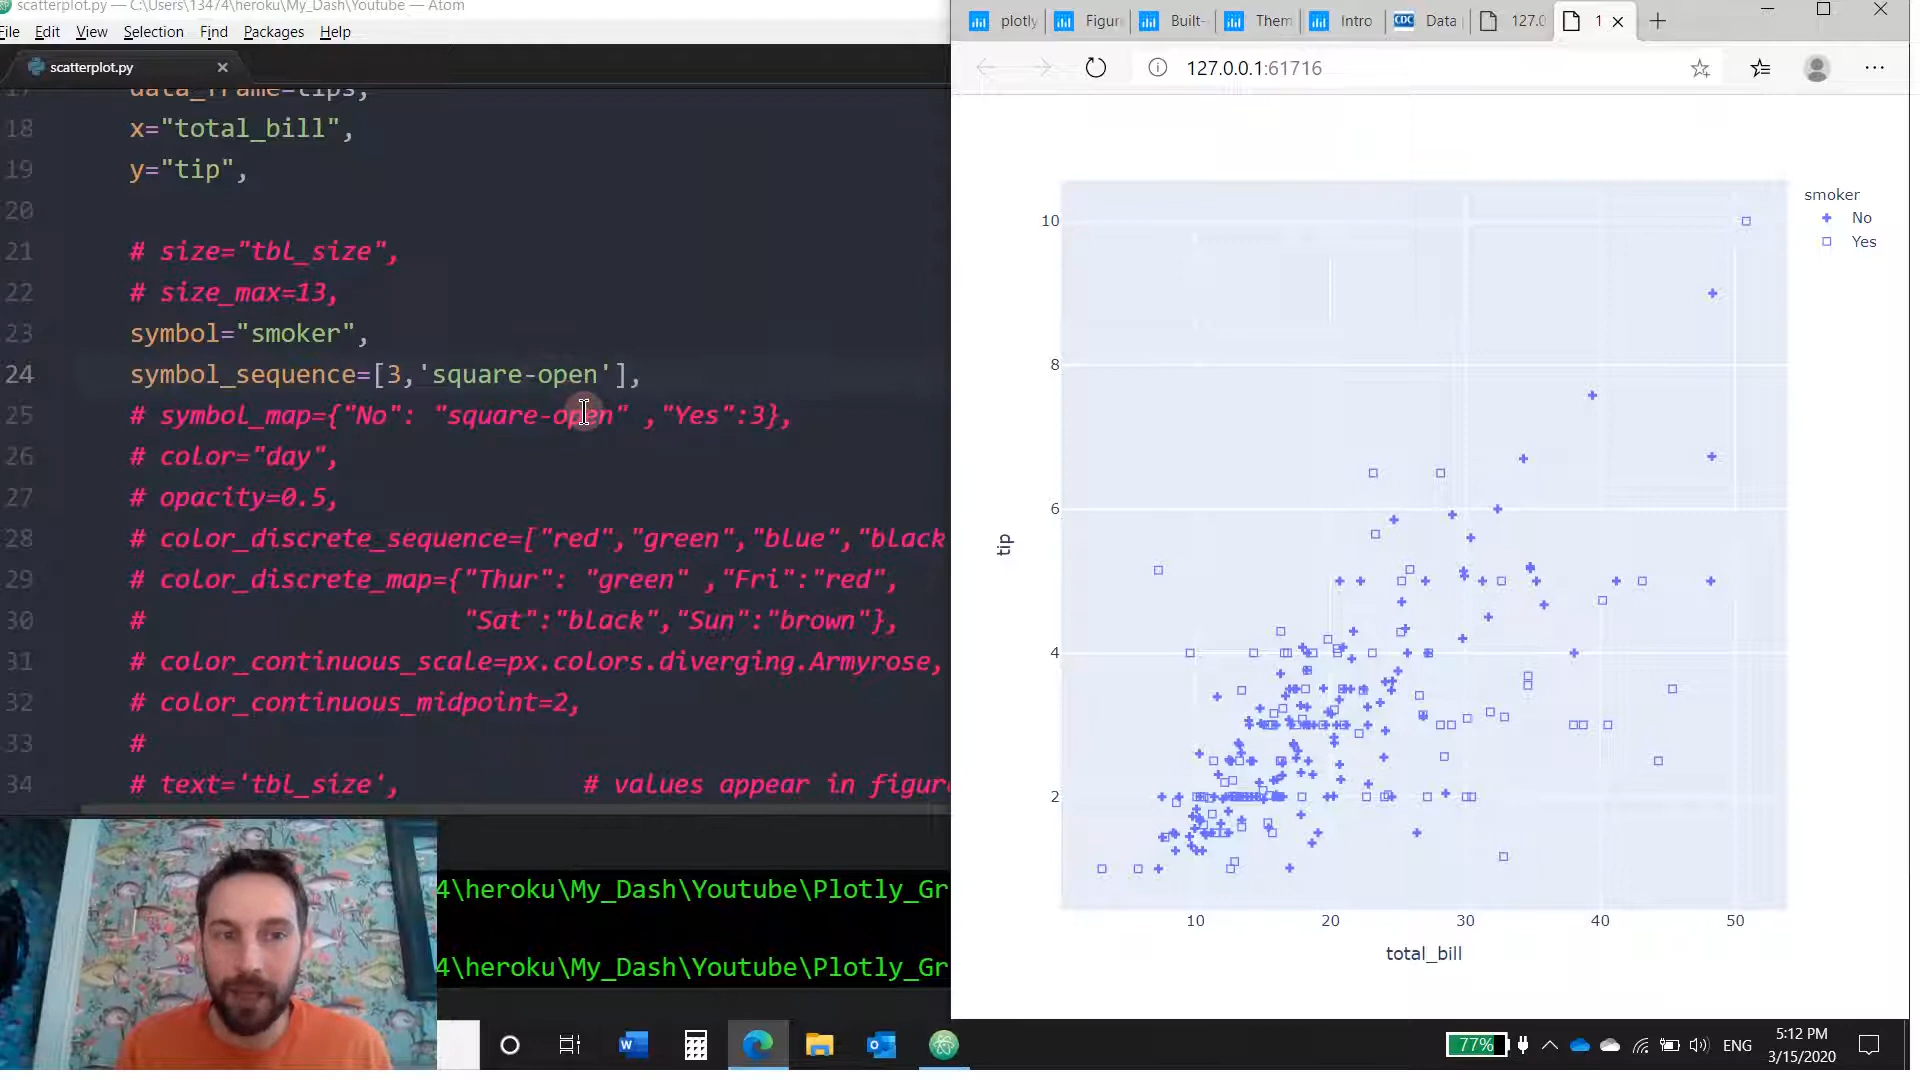 scatterplot.py — C:\Users\13474\heroku\My_Dash\Youtube — Atom
File Edit View Selection Find Packages Help
scatterplot.py
17 data_frame=tips,
18 x="total_bill",
19 y="tip",
20
21 # size="tbl_size",
22 # size_max=13,
23 symbol="smoker",
24 symbol_sequence=[3,'square-open'],
25 # symbol_map={"No": "square-open" ,"Yes":3},
26 # color="day",
27 # opacity=0.5,
28 # color_discrete_sequence=["red","green","blue","black
29 # color_discrete_map={"Thur": "green" ,"Fri":"red",
30 # "Sat":"black","Sun":"brown"},
31 # color_continuous_scale=px.colors.diverging.Armyrose,
32 # color_continuous_midpoint=2,
33 #
34 # text='tbl_size', # values appear in figur
4\heroku\My_Dash\Youtube\Plotly_Gr
4\heroku\My_Dash\Youtube\Plotly_Gr
plotly Figur Built- Them Intro CDC Data 127.0 1
127.0.0.1:61716
smoker
No
Yes
10
8
6
4
2
tip
10 20 30 40 50
total_bill
77% ENG 5:12 PM
3/15/2020